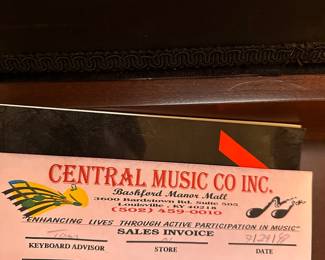 CENTRAL MUSIC CO INC.
Bashford Manor Mall
3600 Bardstown Rd. Suite 505
Louisville, KY 40218
(502) 459-0010
"ENHANCING LIVES THROUGH ACTIVE PARTICIPATION IN MUSIC"
SALES INVOICE
KEYBOARD ADVISOR STORE DATE